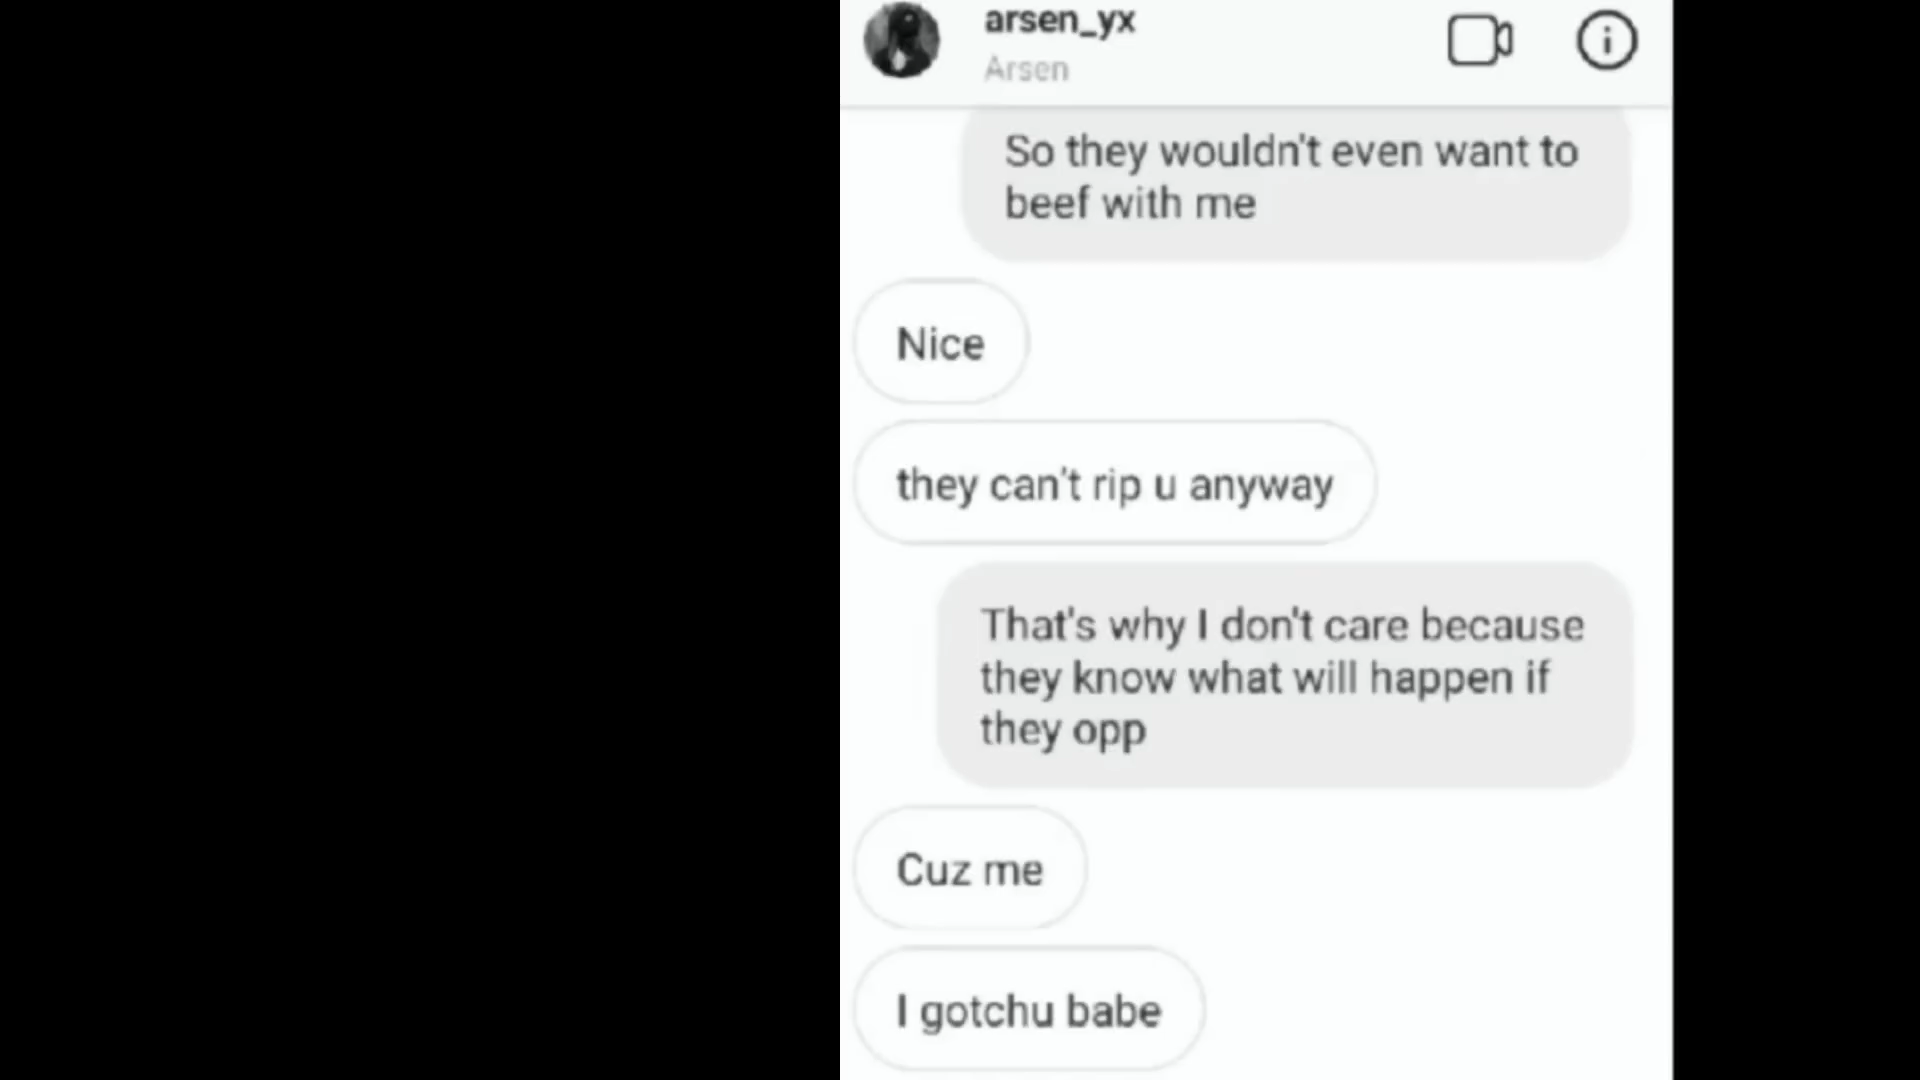 arsen_yx
Arsen
So they wouldn't even want to
beef with me
Nice
they can't rip u anyway
That's why I don't care because
they know what will happen if
they opp
Cuz me
I gotchu babe